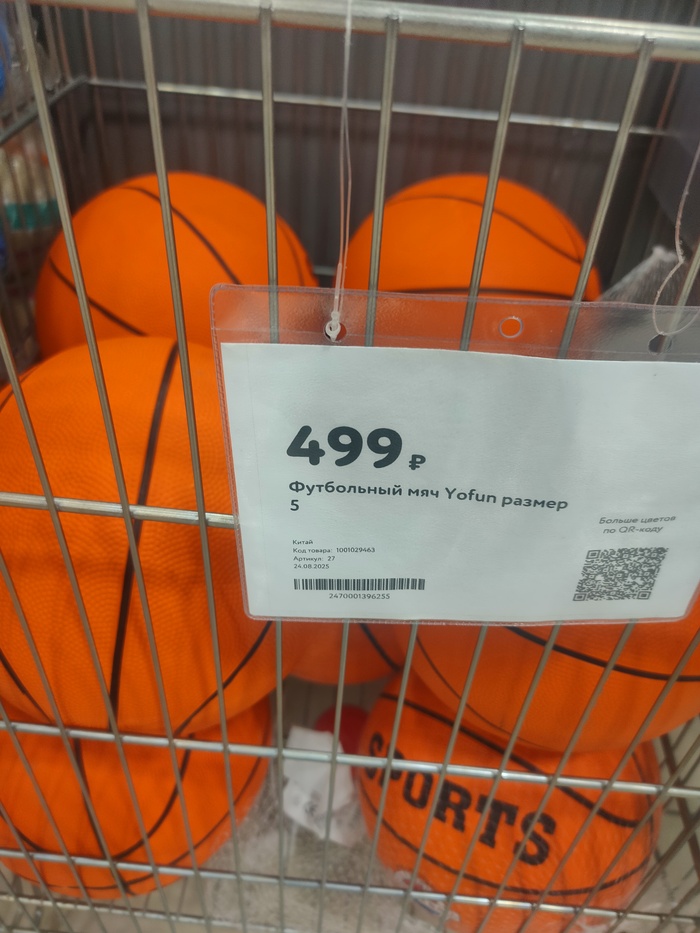 499 ₽
Футбольный мяч Yofun размер
5
Больше цветов
по QR-коду
Китай
Код товара: 1001029463
Артикул: 27
24.08.2025
2470001396255
SPORTS